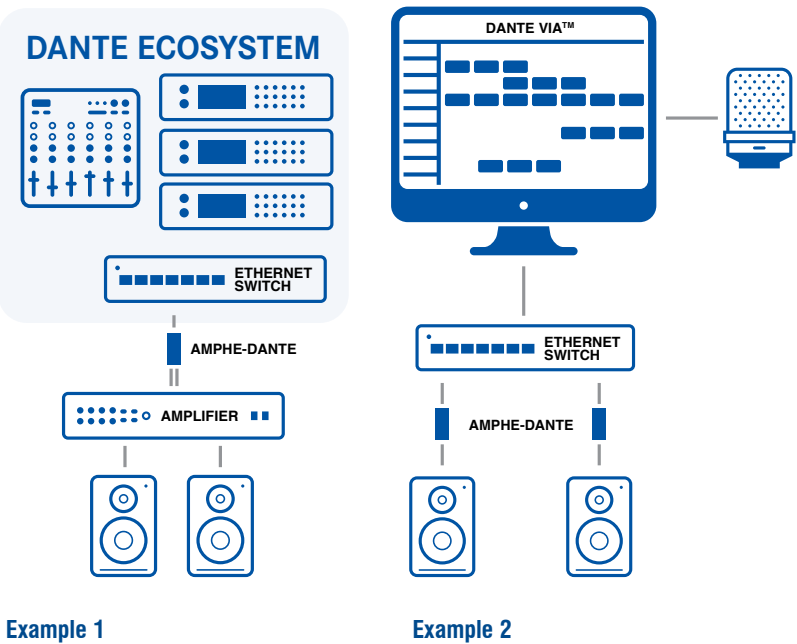 DANTE ECOSYSTEM
ETHERNET
SWITCH
AMPHE-DANTE
AMPLIFIER
Example 1
DANTE VIA™
ETHERNET
SWITCH
AMPHE-DANTE
Example 2